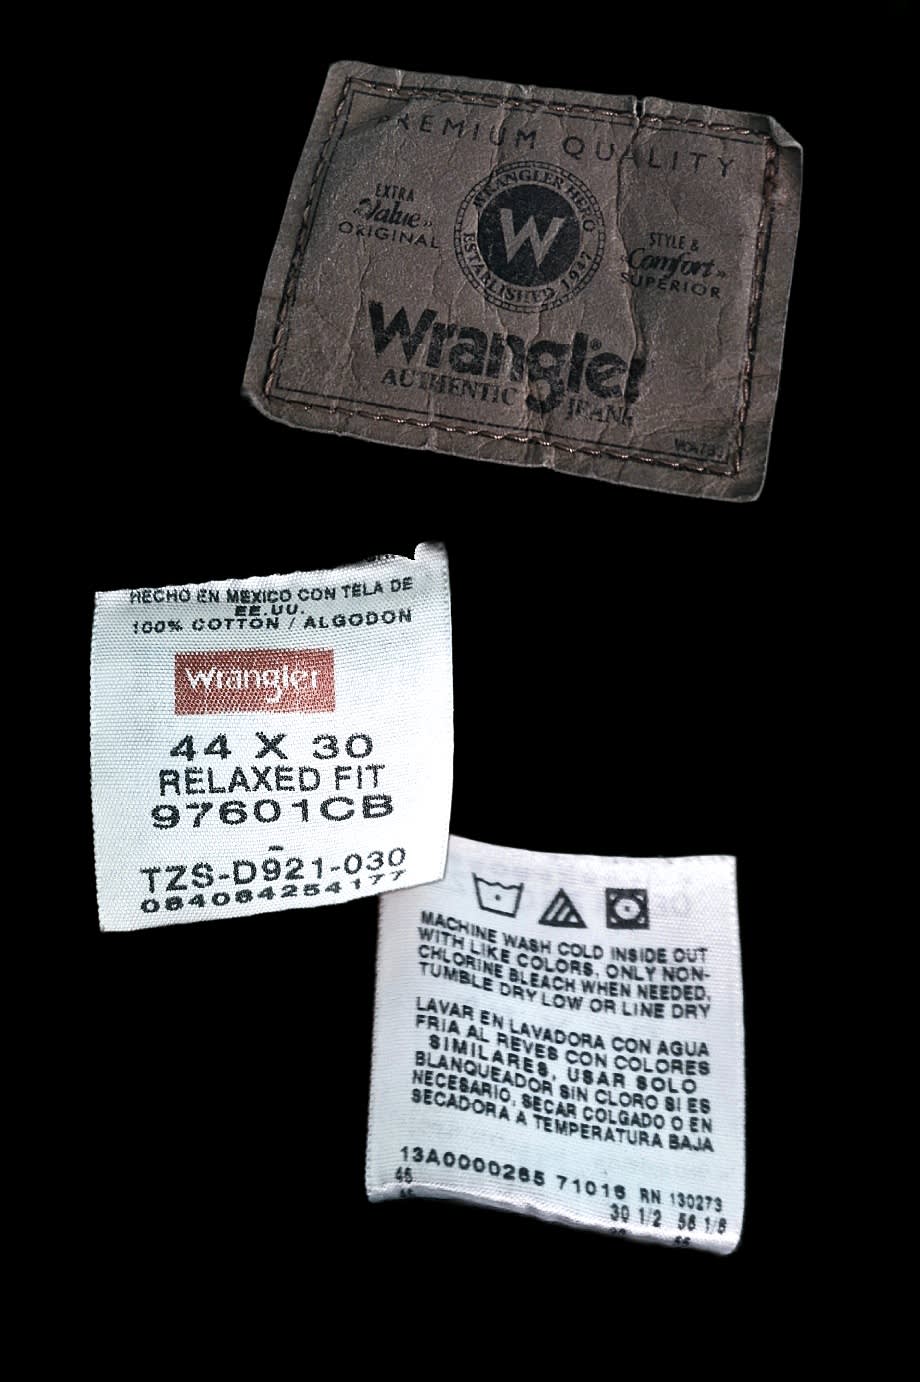 PREMIUM QUALITY
EXTRA
Value
ORIGINAL
WRANGLER HERO
W
ESTABLISHED 1947
STYLE &
Comfort
SUPERIOR
Wrangler
AUTHENTIC JEANS
HECHO EN MEXICO CON TELA DE
EE.UU.
100% COTTON / ALGODON
Wrangler
44 X 30
RELAXED FIT
97601CB
-
TZS-D921-030
084084254177
MACHINE WASH COLD INSIDE OUT
WITH LIKE COLORS, ONLY NON-
CHLORINE BLEACH WHEN NEEDED,
TUMBLE DRY LOW OR LINE DRY
LAVAR EN LAVADORA CON AGUA
FRIA AL REVES CON COLORES
SIMILARES, USAR SOLO
BLANQUEADOR SIN CLORO SI ES
NECESARIO, SECAR COLGADO O EN
SECADORA A TEMPERATURA BAJA
13A0000265 71016 RN 130273
46 30 1/2 56 1/8